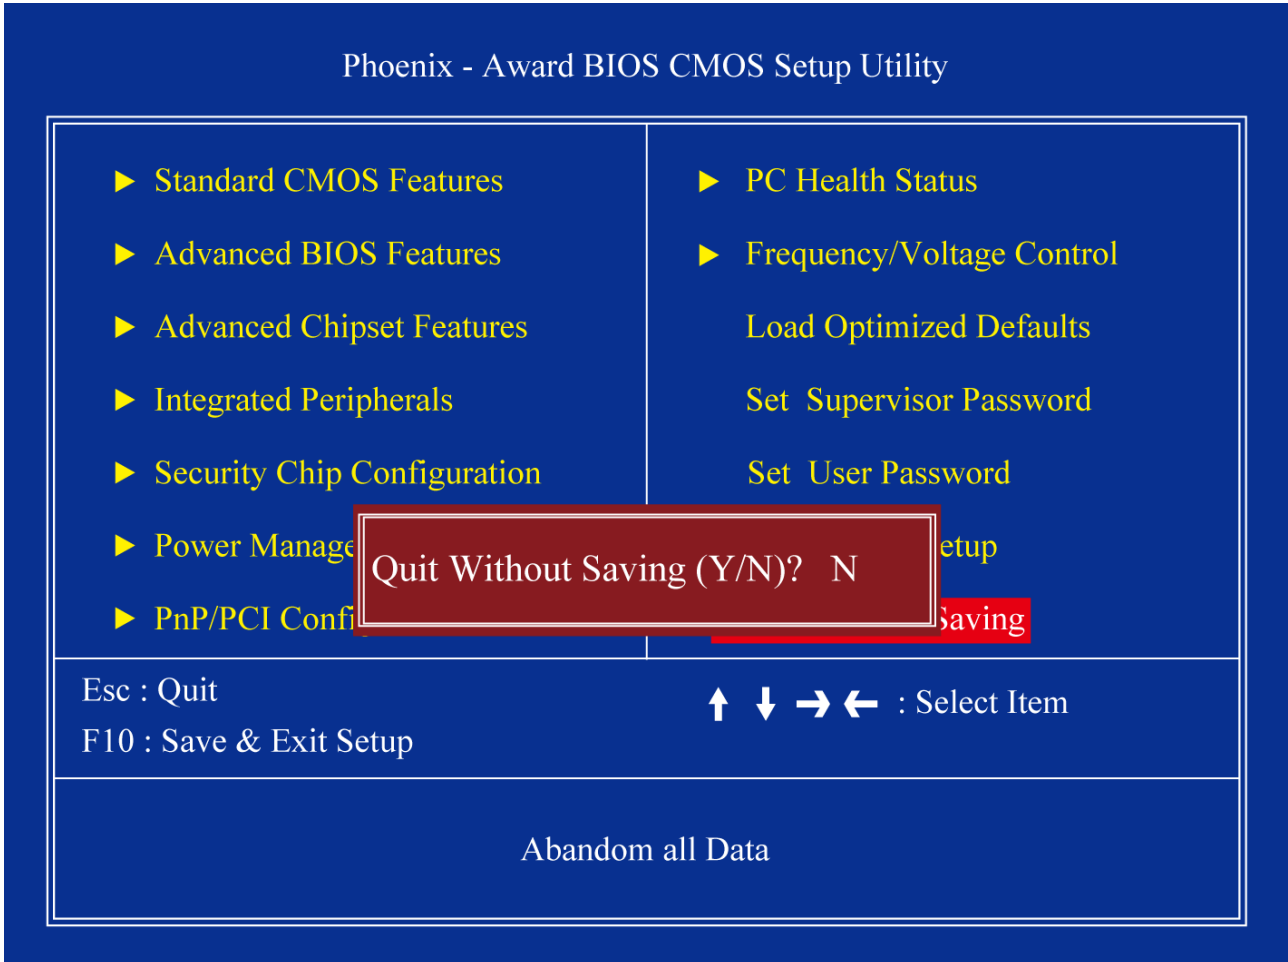 Phoenix - Award BIOS CMOS Setup Utility
Standard CMOS Features
Advanced BIOS Features
Advanced Chipset Features
Integrated Peripherals
Security Chip Configuration
Power Manage
PnP/PCI Confi
PC Health Status
Frequency/Voltage Control
Load Optimized Defaults
Set Supervisor Password
Set User Password
etup
Saving
Quit Without Saving (Y/N)? N
Esc : Quit
F10 : Save & Exit Setup
: Select Item
Abandom all Data